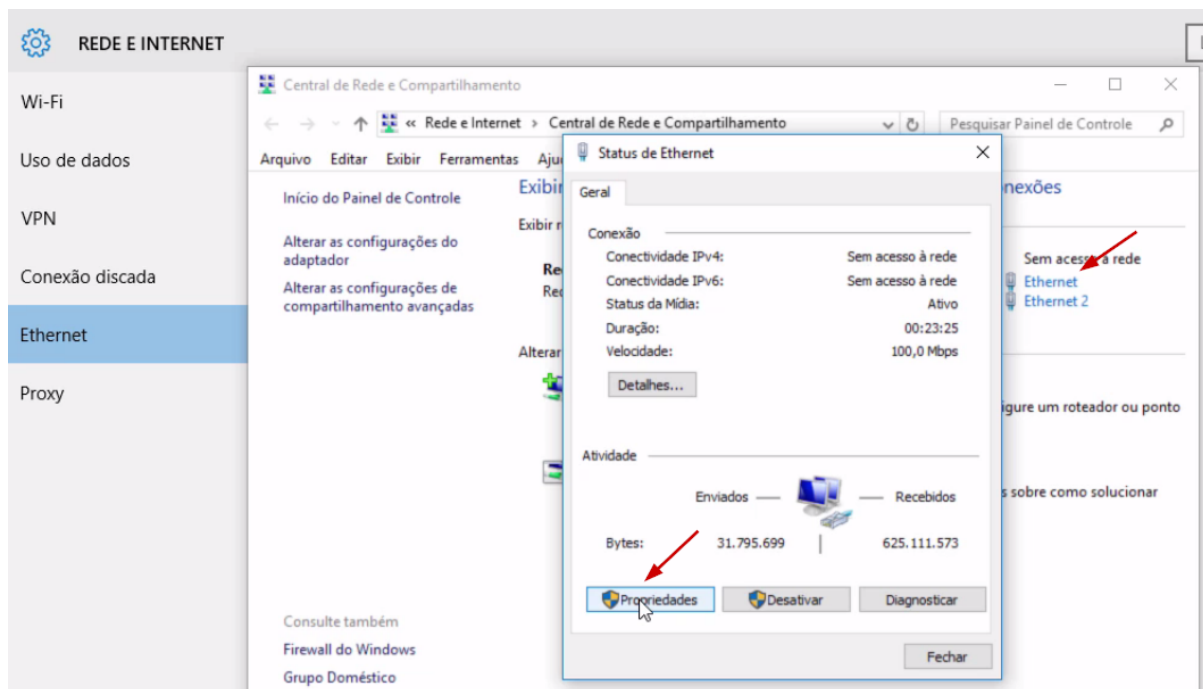 REDE E INTERNET
Wi-Fi
Uso de dados
VPN
Conexão discada
Ethernet
Proxy
Central de Rede e Compartilhamento
« Rede e Internet › Central de Rede e Compartilhamento
Pesquisar Painel de Controle
Arquivo Editar Exibir Ferramentas
Início do Painel de Controle
Alterar as configurações do
adaptador
Alterar as configurações de
compartilhamento avançadas
Exibir
Exibir
Alterar
Consulte também
Firewall do Windows
Grupo Doméstico
Status de Ethernet
Geral
Conexão
Conectividade IPv4: Sem acesso à rede
Conectividade IPv6: Sem acesso à rede
Status da Mídia: Ativo
Duração: 00:23:25
Velocidade: 100,0 Mbps
Detalhes...
Atividade
Enviados — — Recebidos
Bytes: 31.795.699 | 625.111.573
Propriedades Desativar Diagnosticar
Fechar
nexões
Sem acesso à rede
Ethernet
Ethernet 2
igure um roteador ou ponto
s sobre como solucionar